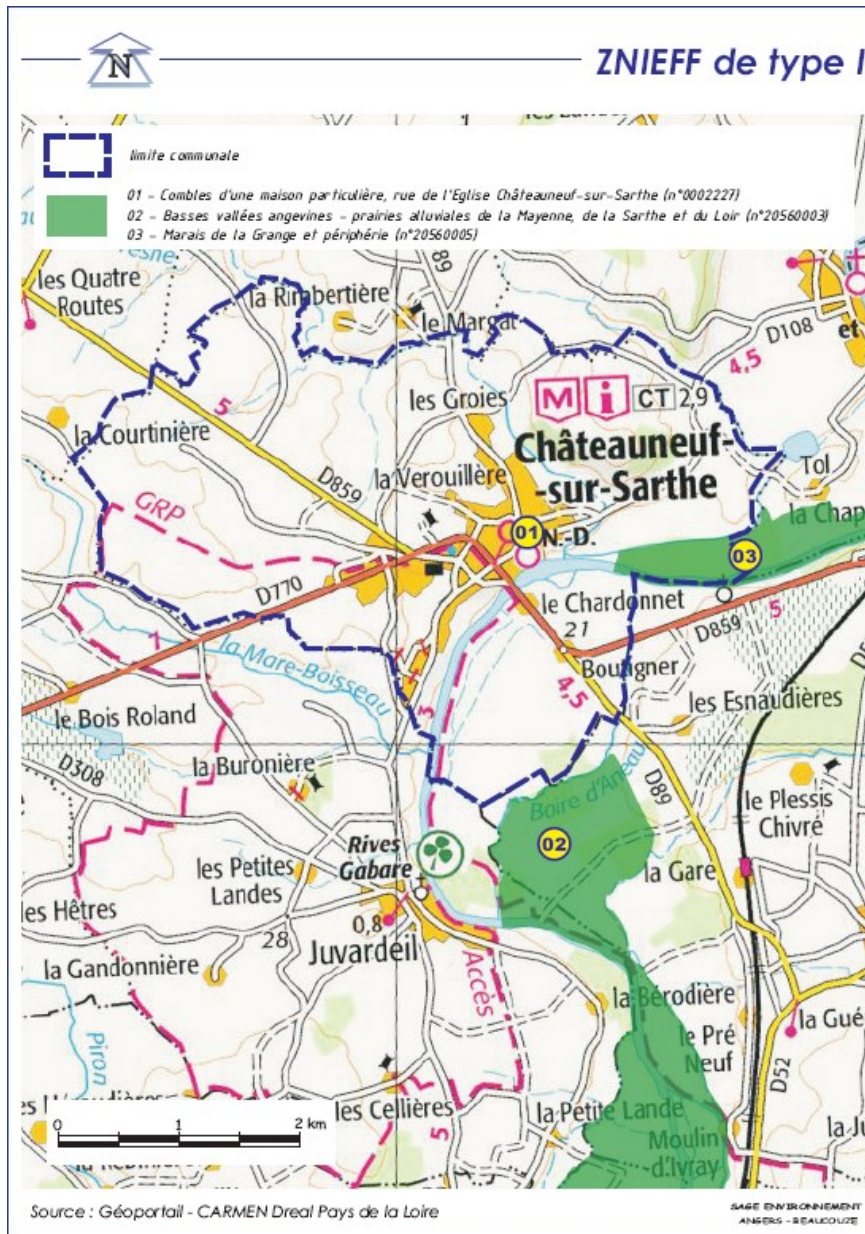 N
ZNIEFF de type I
limite communale
01 - Combles d'une maison particulière, rue de l'Eglise Châteauneuf-sur-Sarthe (n°0002227)
02 - Basses vallées angevines - prairies alluviales de la Mayenne, de la Sarthe et du Loir (n°20560003)
03 - Marais de la Grange et périphérie (n°20560005)
89
les Quatre
Routes
la Rimbertière
le Margat
D108
et
4,5
5
les Groies
M i CT 2,9
la Courtinière
Châteauneuf-
-sur-Sarthe
la Verouillère
D859
Tol
GRP
la Chap
01
N.-D.
03
D770
le Chardonnet
D859
5
21
1
la Mare-Boisseau
Boutigner
4,5
3
les Esnaudières
le Bois Roland
D308
la Buronière
Boire d'Aneau
D89
le Plessis
Chivré
02
Rives
Gabare
les Petites
Landes
la Gare
les Hêtres
0,8
28
Juvardeil
la Gandonnière
Accès
la Bérodière
la Gué
Piron
le Pré
Neuf
D52
les Cellières
5
la Petite Lande
la Ju
Moulin
d'Ivray
0 1 2 km
Source : Géoportail - CARMEN Dreal Pays de la Loire
SAGE ENVIRONNEMENT
ANGERS - BEAUCOUZE